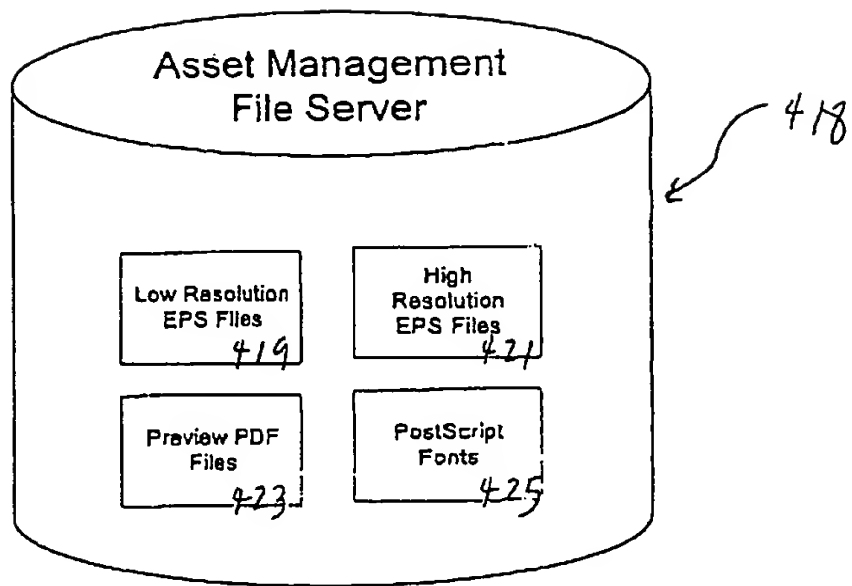 Asset Management
File Server
418
Low Resolution
EPS Files
419
High
Resolution
EPS Files
421
Preview PDF
Files
423
PostScript
Fonts
425